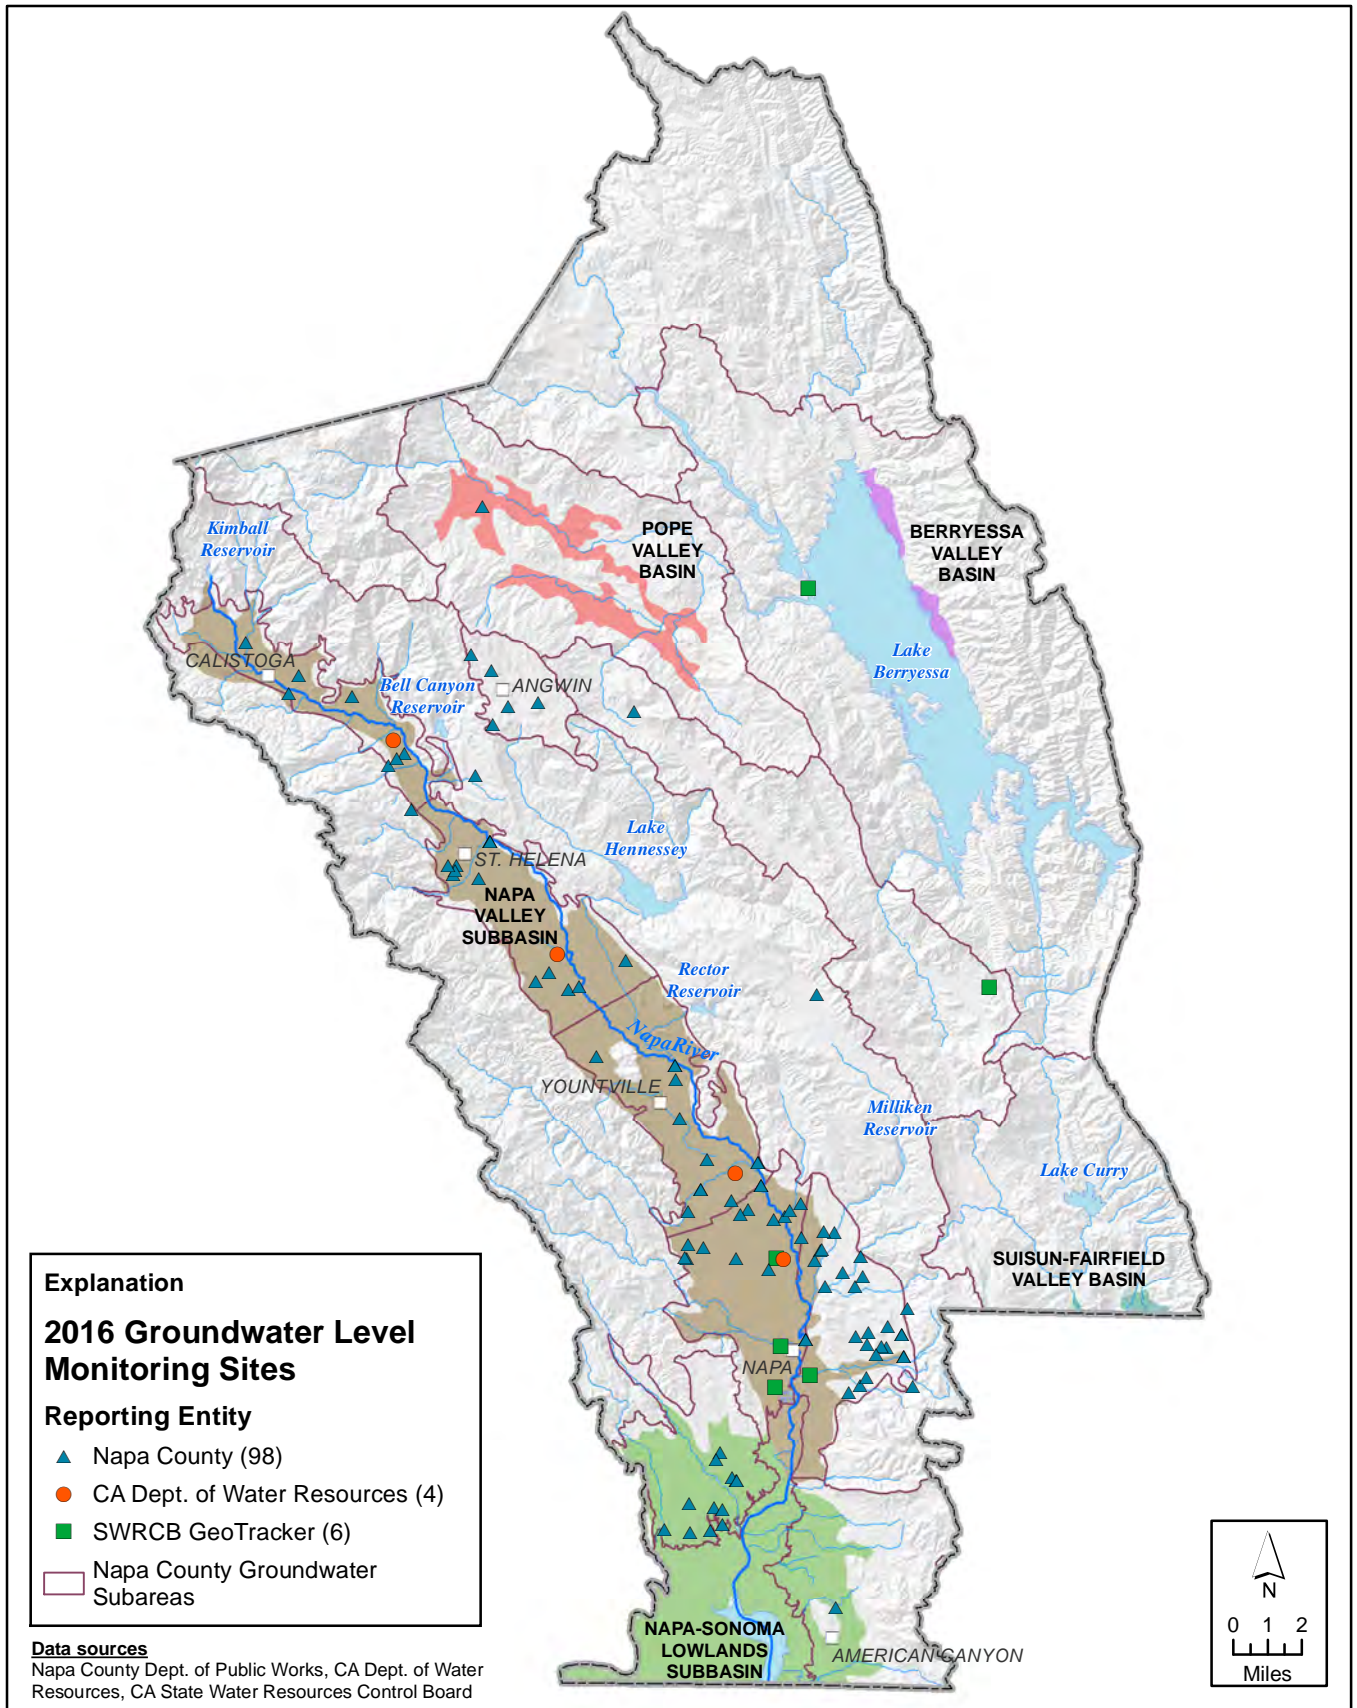 Kimball
Reservoir
POPE
VALLEY
BASIN
BERRYESSA
VALLEY
BASIN
Lake
Berryessa
CALISTOGA
Bell Canyon
Reservoir
ANGWIN
Lake
Hennessey
ST. HELENA
NAPA
VALLEY
SUBBASIN
Rector
Reservoir
NapaRiver
YOUNTVILLE
Milliken
Reservoir
Lake Curry
SUISUN-FAIRFIELD
VALLEY BASIN
NAPA
NAPA-SONOMA
LOWLANDS
SUBBASIN
AMERICAN CANYON
Explanation
2016 Groundwater Level
Monitoring Sites
Reporting Entity
Napa County (98)
CA Dept. of Water Resources (4)
SWRCB GeoTracker (6)
Napa County Groundwater
Subareas
Data sources
Napa County Dept. of Public Works, CA Dept. of Water
Resources, CA State Water Resources Control Board
N
0 1 2
Miles